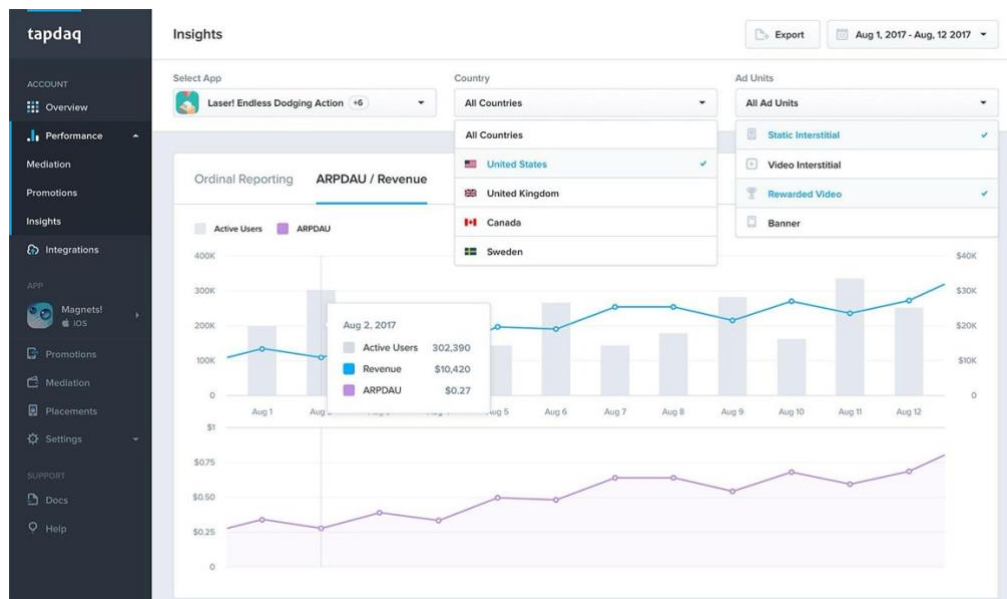 tapdaq
Insights
Export
Aug 1, 2017 - Aug, 12 2017
ACCOUNT
Overview
Performance
Mediation
Promotions
Insights
Integrations
APP
Magnets!
iOS
Promotions
Mediation
Placements
Settings
SUPPORT
Docs
Help
Select App
Laser! Endless Dodging Action +6
Country
All Countries
All Countries
United States
United Kingdom
Canada
Sweden
Ad Units
All Ad Units
Static Interstitial
Video Interstitial
Rewarded Video
Banner
Ordinal Reporting
ARPDAU / Revenue
Active Users
ARPDAU
400K
300K
200K
100K
0
$40K
$30K
$20K
$10K
0
Aug 2, 2017
Active Users 302,390
Revenue $10,420
ARPDAU $0.27
Aug 1
Aug 5
Aug 6
Aug 7
Aug 8
Aug 9
Aug 10
Aug 11
Aug 12
$1
$0.75
$0.50
$0.25
0